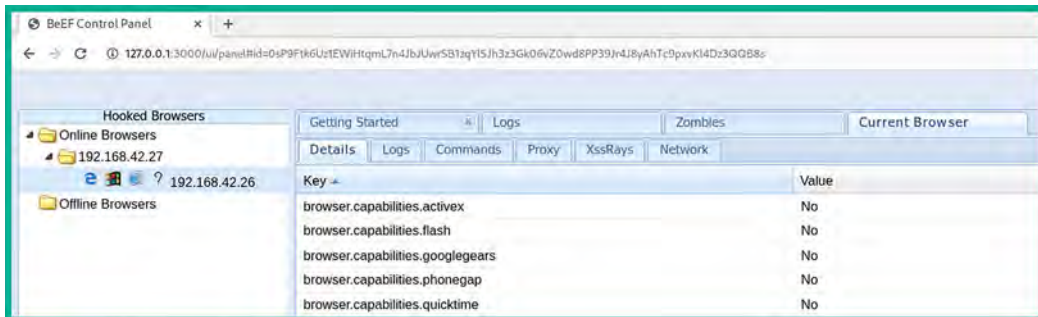 BeEF Control Panel × +
127.0.0.1:3000/ui/panel#id=
Hooked Browsers
Online Browsers
192.168.42.27
? 192.168.42.26
Offline Browsers
Getting Started Logs Zombies Current Browser
Details Logs Commands Proxy XssRays Network
Key Value
browser.capabilities.activex No
browser.capabilities.flash No
browser.capabilities.googlegears No
browser.capabilities.phonegap No
browser.capabilities.quicktime No